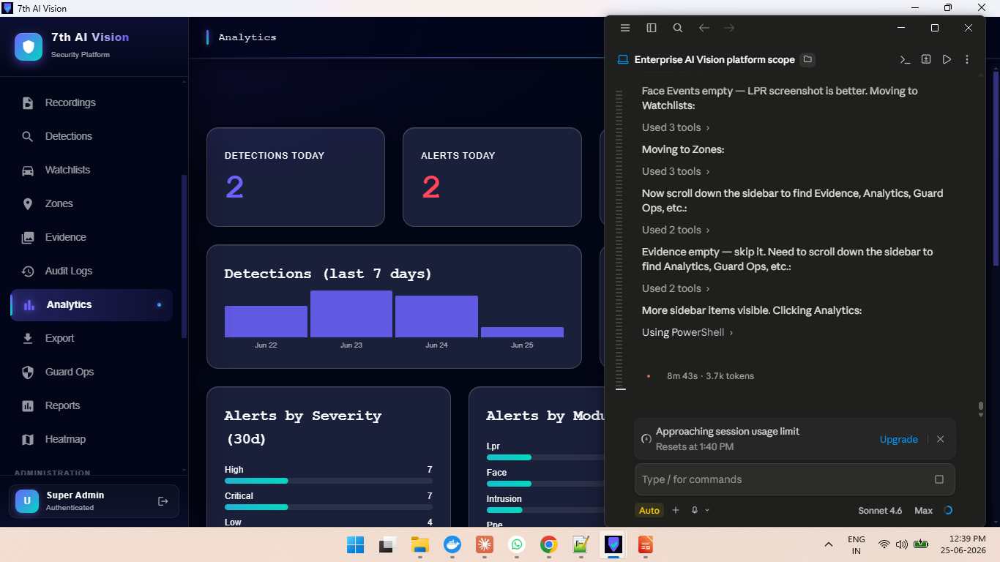 7th AI Vision
7th AI Vision
Security Platform
Recordings
Detections
Watchlists
Zones
Evidence
Audit Logs
Analytics
Export
Guard Ops
Reports
Heatmap
ADMINISTRATION
U
Super Admin
Authenticated
Analytics
DETECTIONS TODAY
2
ALERTS TODAY
2
Detections (last 7 days)
Jun 22
Jun 23
Jun 24
Jun 25
Alerts by Severity
(30d)
High
7
Critical
7
Low
4
Alerts by Modu
Lpr
Face
Intrusion
Ppe
Enterprise AI Vision platform scope
Face Events empty — LPR screenshot is better. Moving to
Watchlists:
Used 3 tools ›
Moving to Zones:
Used 3 tools ›
Now scroll down the sidebar to find Evidence, Analytics, Guard
Ops, etc.:
Used 2 tools ›
Evidence empty — skip it. Need to scroll down the sidebar to
find Analytics, Guard Ops, etc.:
Used 2 tools ›
More sidebar items visible. Clicking Analytics:
Using PowerShell ›
8m 43s · 3.7k tokens
Approaching session usage limit
Resets at 1:40 PM
Upgrade
Type / for commands
Auto
Sonnet 4.6
Max
ENG
IN
12:39 PM
25-06-2026